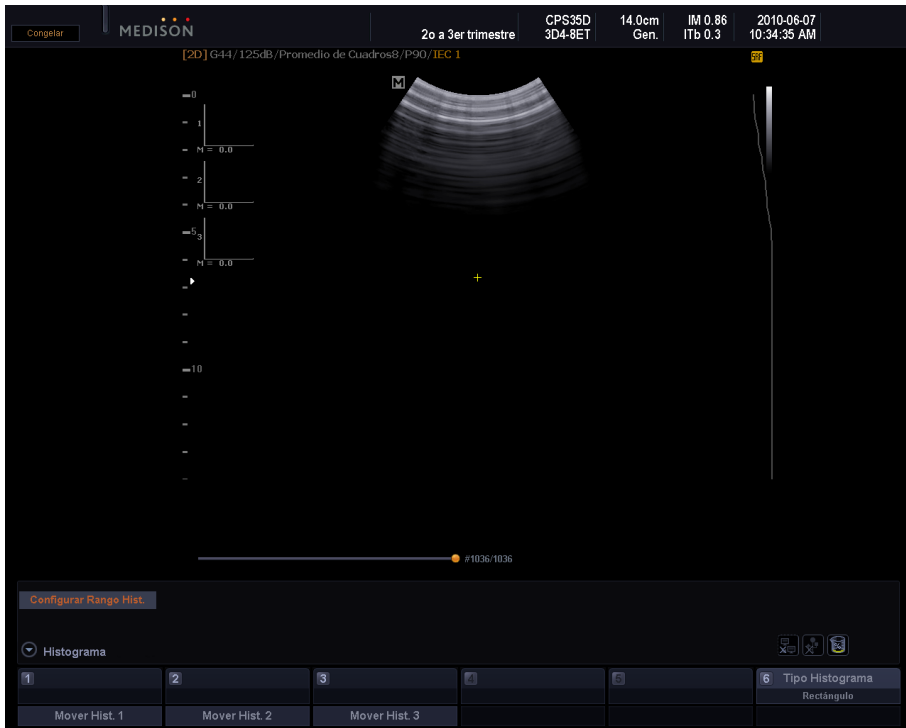 Congelar
MEDISON
2o a 3er trimestre
CPS35D
3D4-8ET
14.0cm
Gen.
IM 0.86
ITb 0.3
2010-06-07
10:34:35 AM
[2D] G44/125dB/Promedio de Cuadros8/P90/IEC 1
SRF
M
0
1
M = 0.0
2
M = 0.0
5
3
M = 0.0
10
#1036/1036
Configurar Rango Hist.
Histograma
1
2
3
4
5
6 Tipo Histograma
Rectángulo
Mover Hist. 1
Mover Hist. 2
Mover Hist. 3